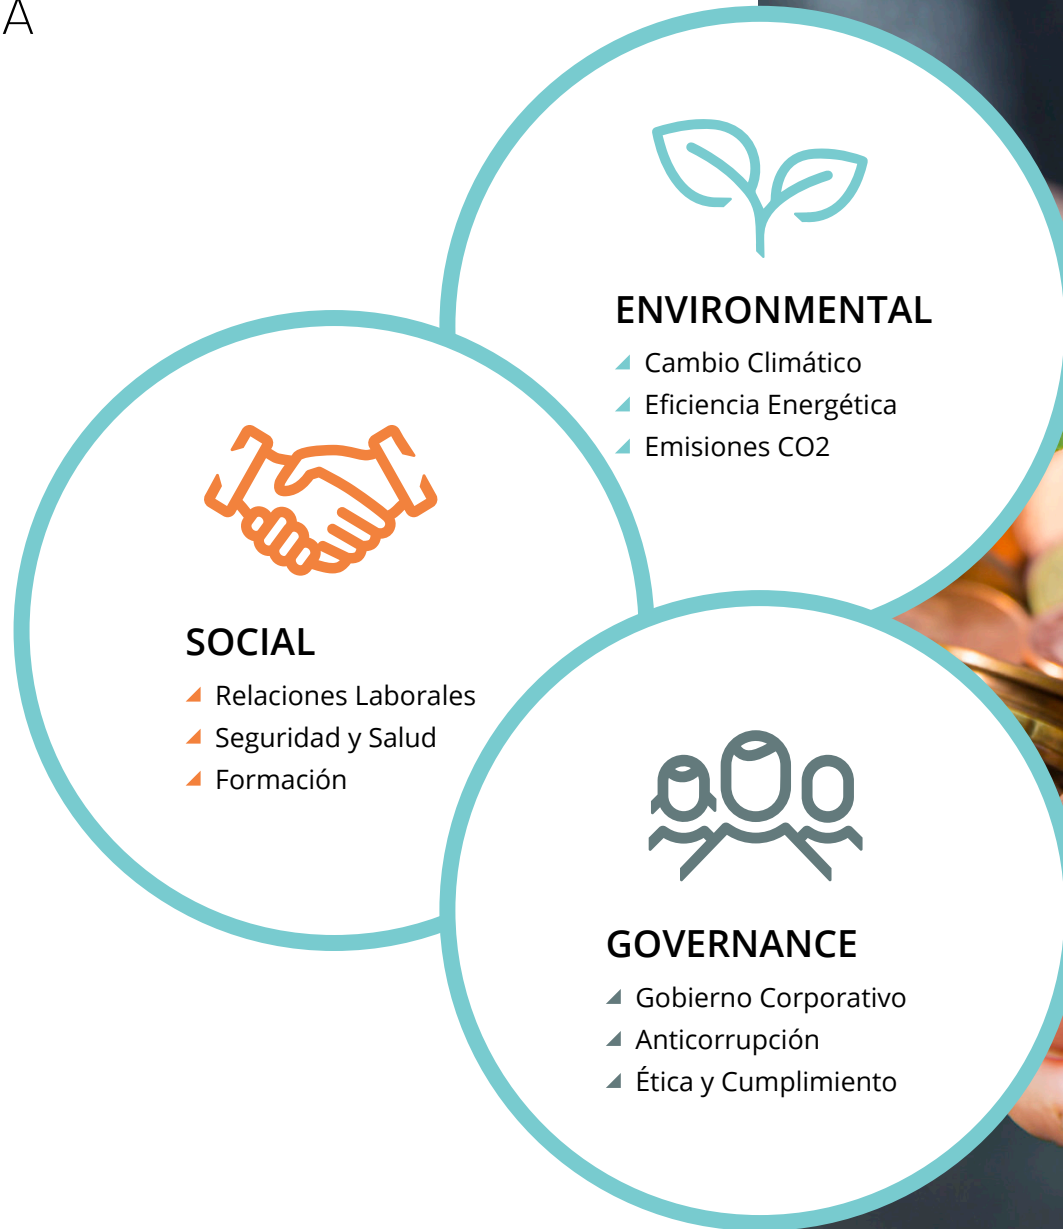 A
ENVIRONMENTAL
Cambio Climático
Eficiencia Energética
Emisiones CO2
SOCIAL
Relaciones Laborales
Seguridad y Salud
Formación
GOVERNANCE
Gobierno Corporativo
Anticorrupción
Ética y Cumplimiento